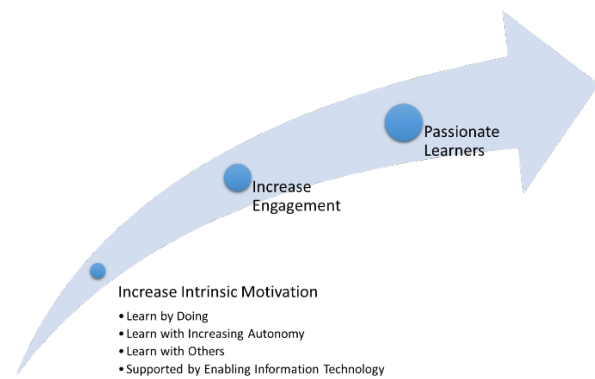 Passionate
Learners
Increase
Engagement
Increase Intrinsic Motivation
• Learn by Doing
• Learn with Increasing Autonomy
• Learn with Others
• Supported by Enabling Information Technology